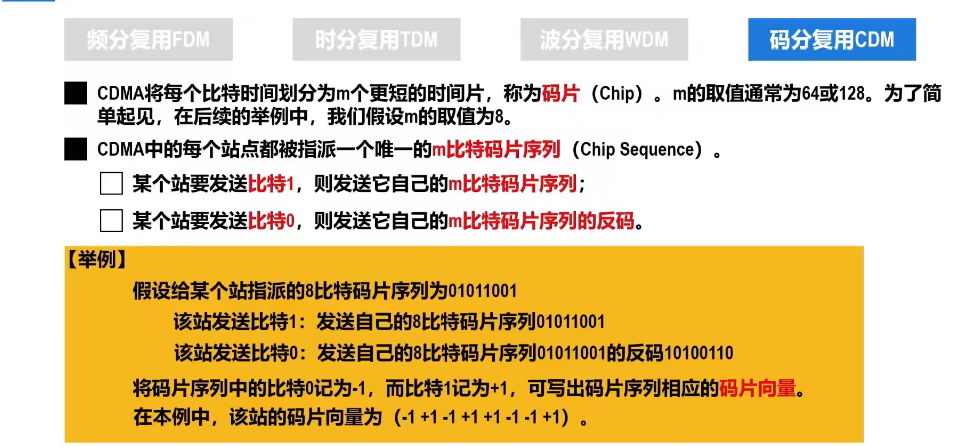 频分复用FDM 时分复用TDM 波分复用WDM 码分复用CDM
CDMA将每个比特时间划分为m个更短的时间片，称为码片（Chip）。m的取值通常为64或128。为了简
单起见，在后续的举例中，我们假设m的取值为8。
CDMA中的每个站点都被指派一个唯一的m比特码片序列（Chip Sequence）。
某个站要发送比特1，则发送它自己的m比特码片序列；
某个站要发送比特0，则发送它自己的m比特码片序列的反码。
【举例】
假设给某个站指派的8比特码片序列为01011001
该站发送比特1：发送自己的8比特码片序列01011001
该站发送比特0：发送自己的8比特码片序列01011001的反码10100110
将码片序列中的比特0记为-1，而比特1记为+1，可写出码片序列相应的码片向量。
在本例中，该站的码片向量为（-1 +1 -1 +1 +1 -1 -1 +1）。